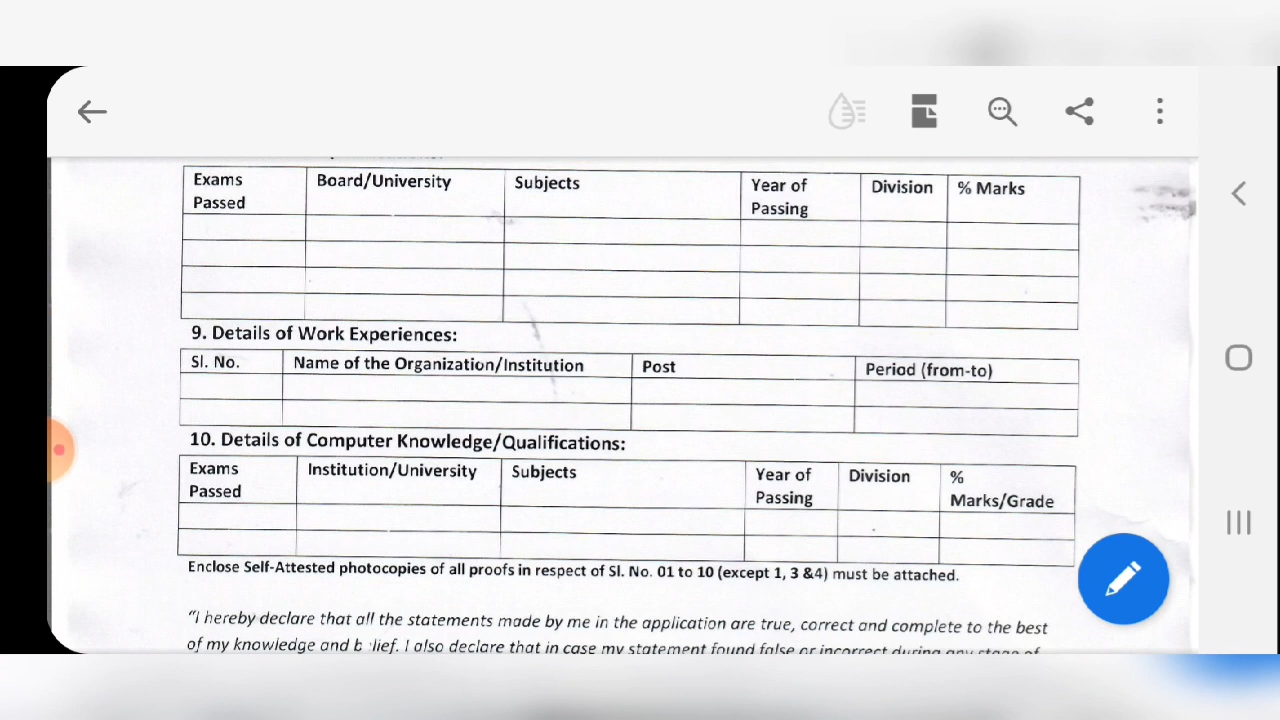 Exams Passed Board/University Subjects Year of Passing Division % Marks
9. Details of Work Experiences:
Sl. No. Name of the Organization/Institution Post Period (from-to)
10. Details of Computer Knowledge/Qualifications:
Exams Passed Institution/University Subjects Year of Passing Division % Marks/Grade
Enclose Self-Attested photocopies of all proofs in respect of Sl. No. 01 to 10 (except 1, 3 &4) must be attached.
"I hereby declare that all the statements made by me in the application are true, correct and complete to the best
of my knowledge and b lief. I also declare that in case my statement found false or incorrect during any stage of